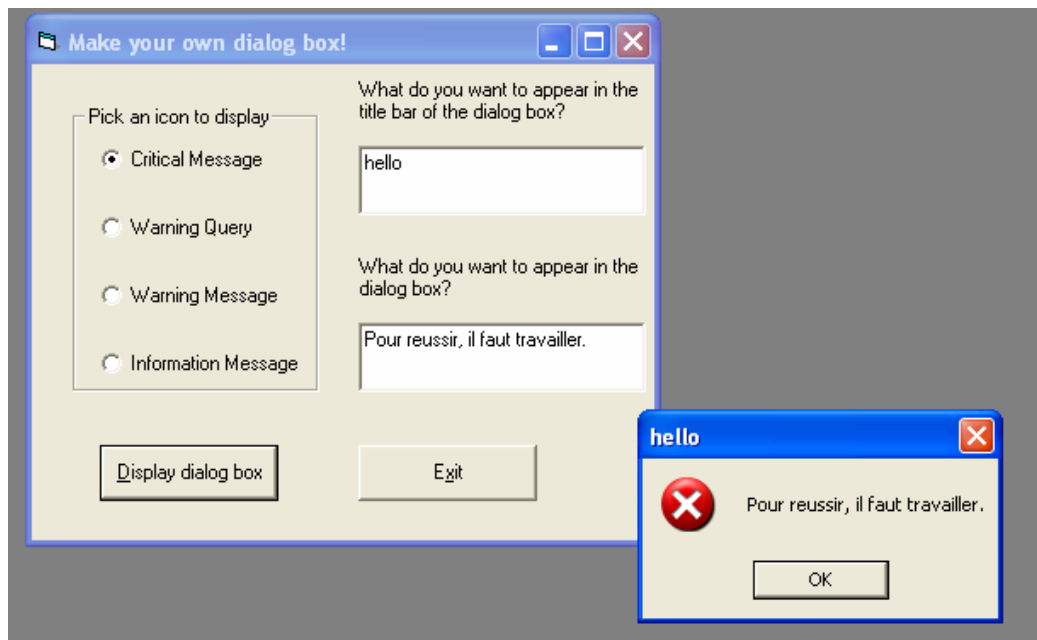 Make your own dialog box!
Pick an icon to display
Critical Message
Warning Query
Warning Message
Information Message
What do you want to appear in the
title bar of the dialog box?
hello
What do you want to appear in the
dialog box?
Pour reussir, il faut travailler.
Display dialog box
Exit
hello
Pour reussir, il faut travailler.
OK